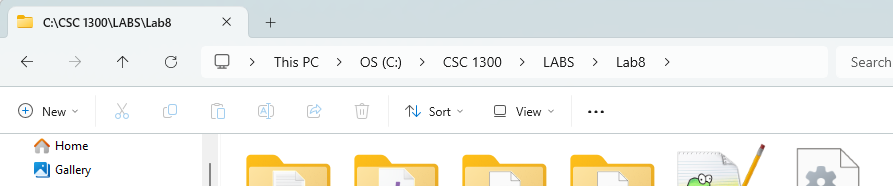 C:\CSC 1300\LABS\Lab8
This PC > OS (C:) > CSC 1300 > LABS > Lab8 >
Search
New
Sort
View
Home
Gallery